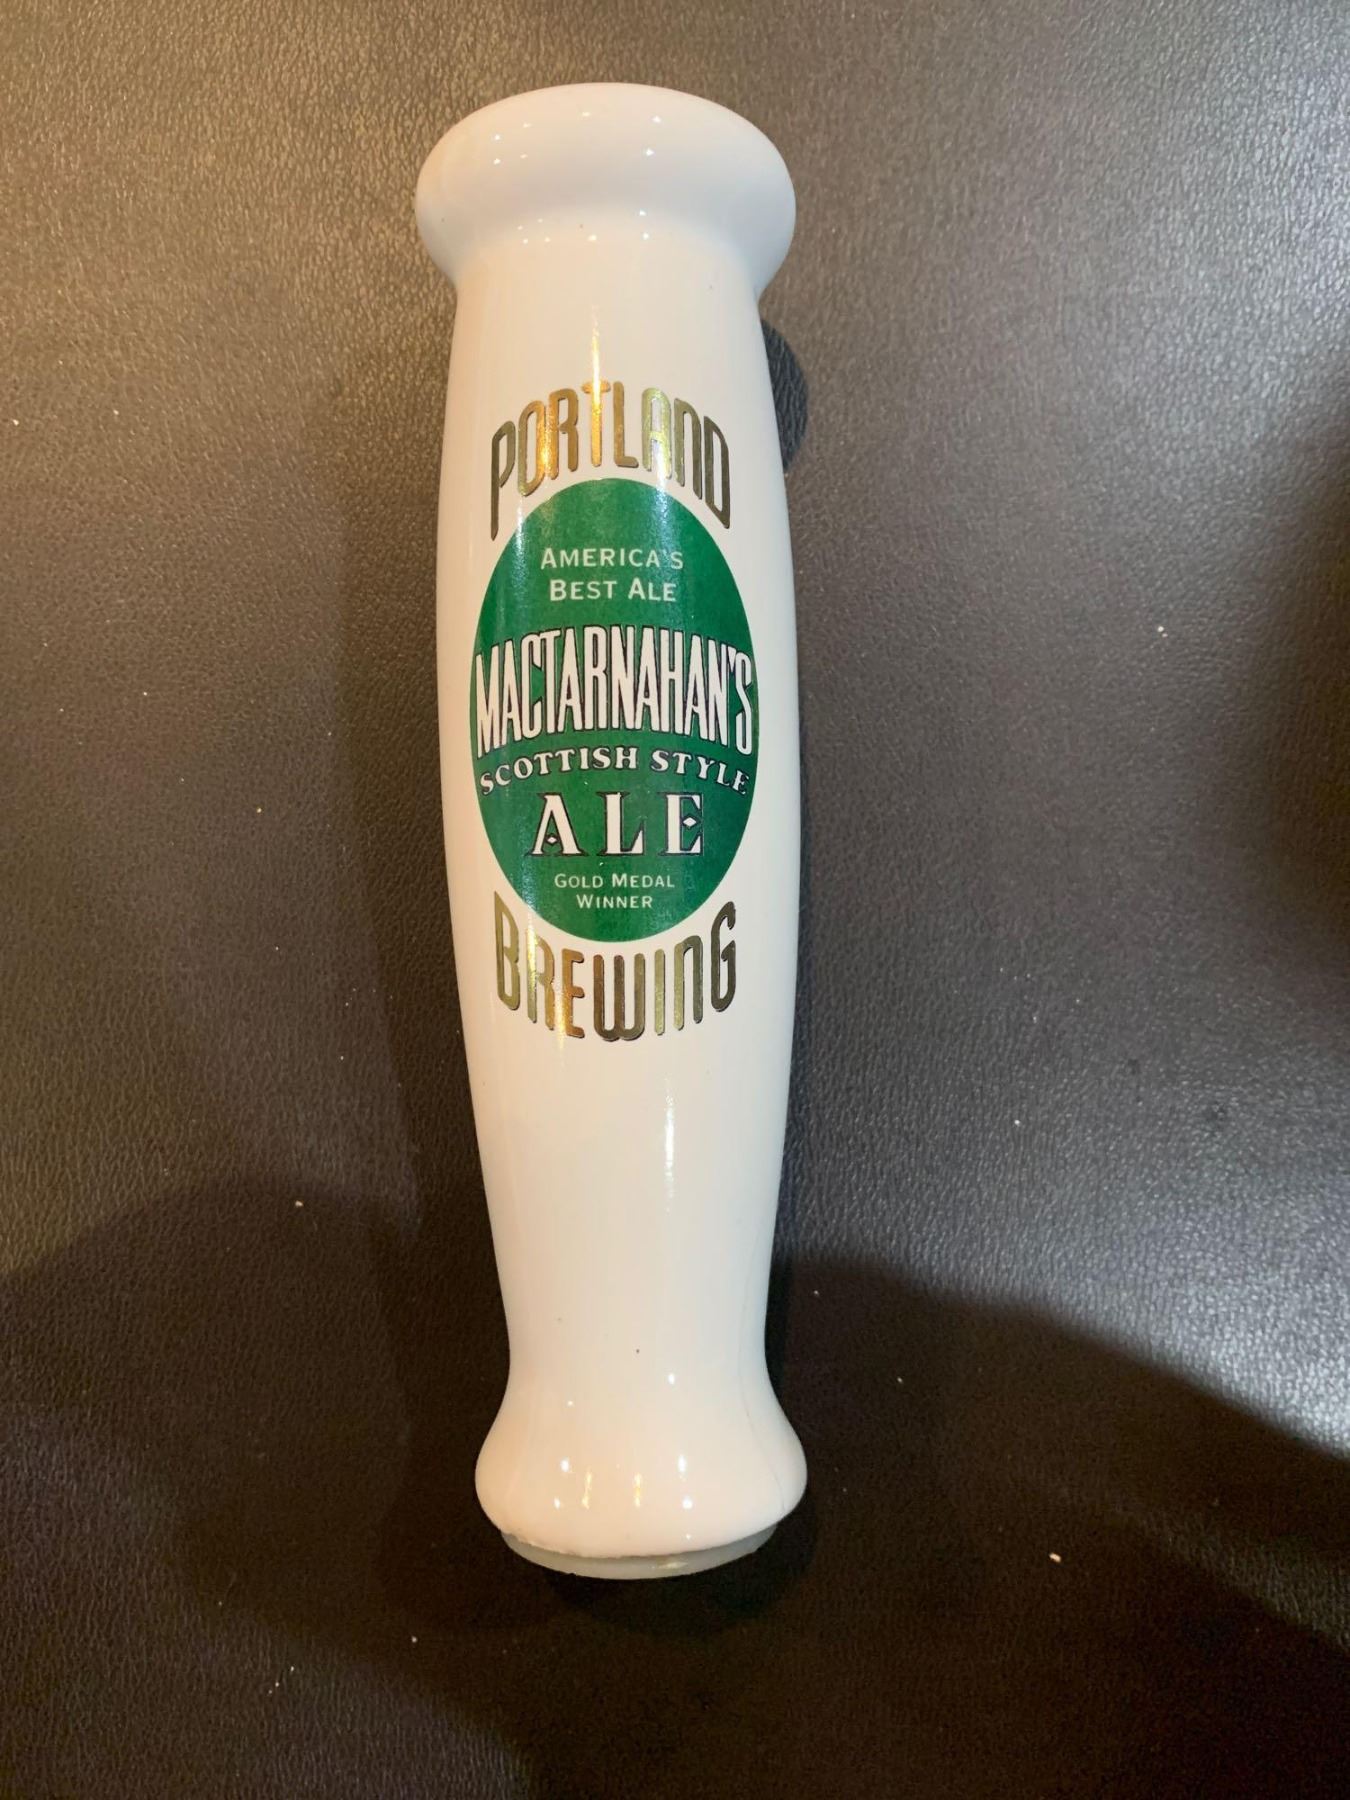 PORTLAND
AMERICA'S
BEST ALE
MACTARNAHAN'S
SCOTTISH STYLE
ALE
GOLD MEDAL
WINNER
BREWING